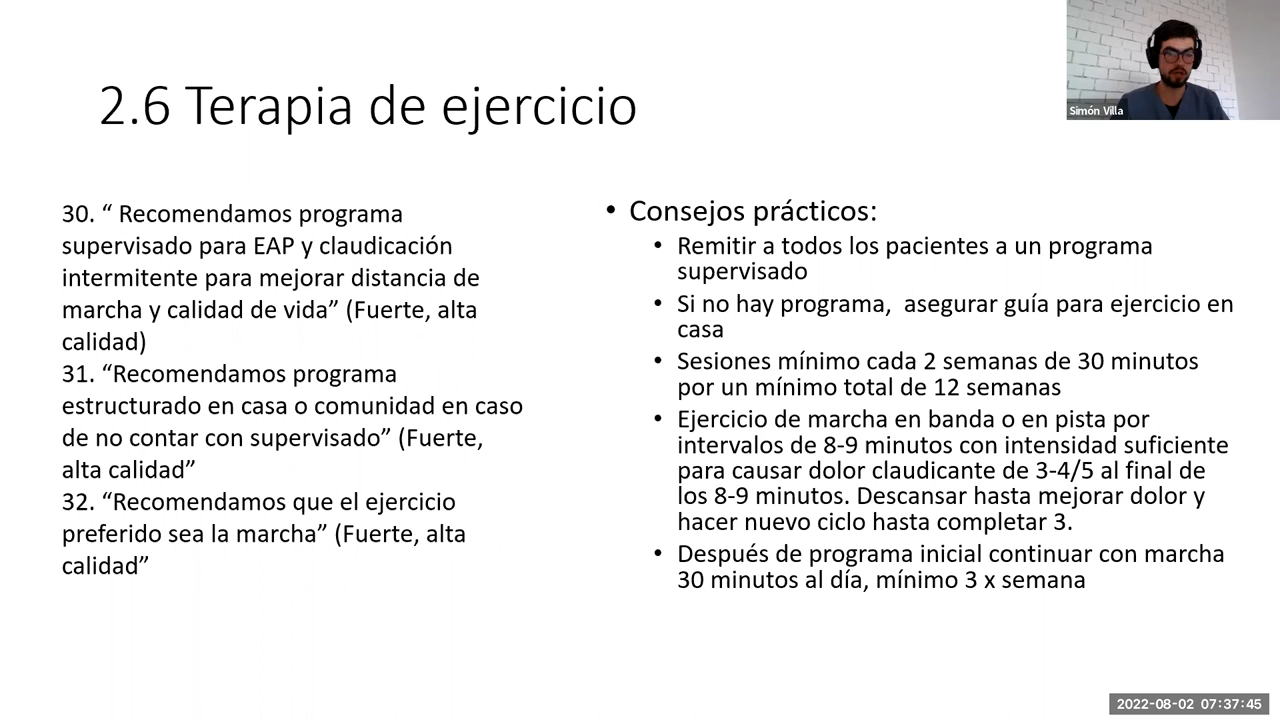 2.6 Terapia de ejercicio
Simón Villa
30. “ Recomendamos programa
supervisado para EAP y claudicación
intermitente para mejorar distancia de
marcha y calidad de vida” (Fuerte, alta
calidad)
31. “Recomendamos programa
estructurado en casa o comunidad en caso
de no contar con supervisado” (Fuerte,
alta calidad”
32. “Recomendamos que el ejercicio
preferido sea la marcha” (Fuerte, alta
calidad”
• Consejos prácticos:
• Remitir a todos los pacientes a un programa
supervisado
• Si no hay programa,  asegurar guía para ejercicio en
casa
• Sesiones mínimo cada 2 semanas de 30 minutos
por un mínimo total de 12 semanas
• Ejercicio de marcha en banda o en pista por
intervalos de 8-9 minutos con intensidad suficiente
para causar dolor claudicante de 3-4/5 al final de
los 8-9 minutos. Descansar hasta mejorar dolor y
hacer nuevo ciclo hasta completar 3.
• Después de programa inicial continuar con marcha
30 minutos al día, mínimo 3 x semana
2022-08-02 07:37:45